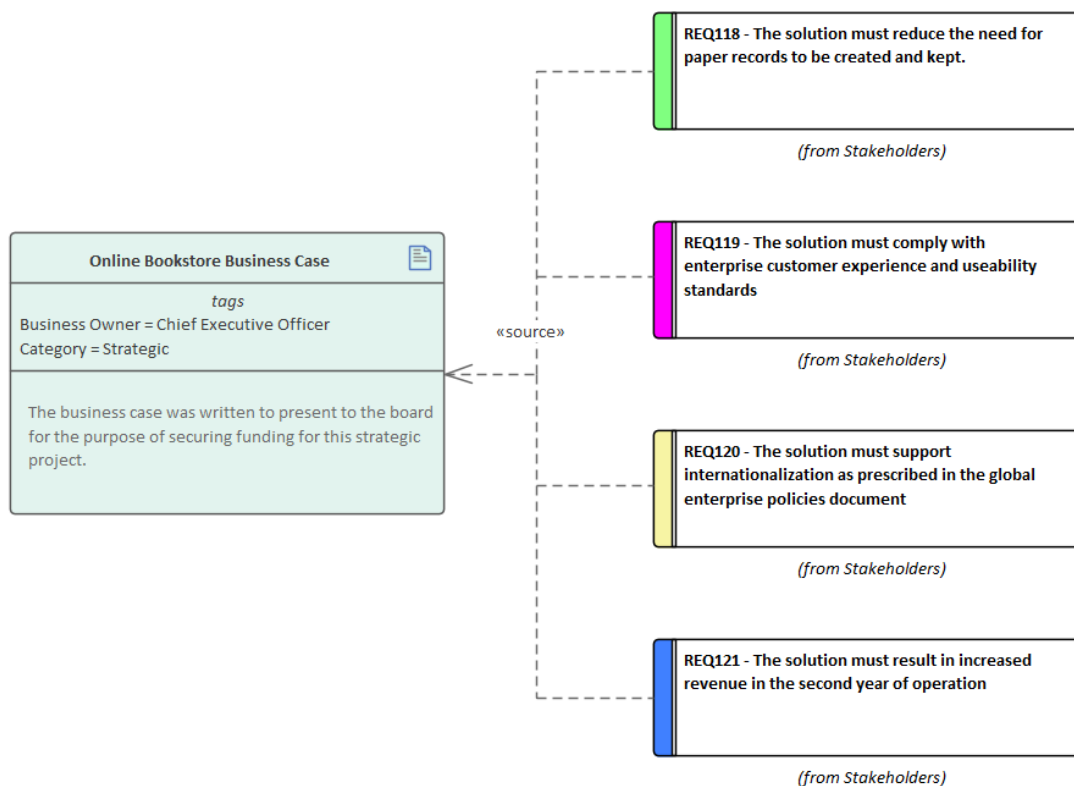 REQ118 - The solution must reduce the need for
paper records to be created and kept.
(from Stakeholders)
REQ119 - The solution must comply with
enterprise customer experience and useability
standards
(from Stakeholders)
Online Bookstore Business Case
tags
Business Owner = Chief Executive Officer
Category = Strategic
The business case was written to present to the board
for the purpose of securing funding for this strategic
project.
«source»
REQ120 - The solution must support
internationalization as prescribed in the global
enterprise policies document
(from Stakeholders)
REQ121 - The solution must result in increased
revenue in the second year of operation
(from Stakeholders)